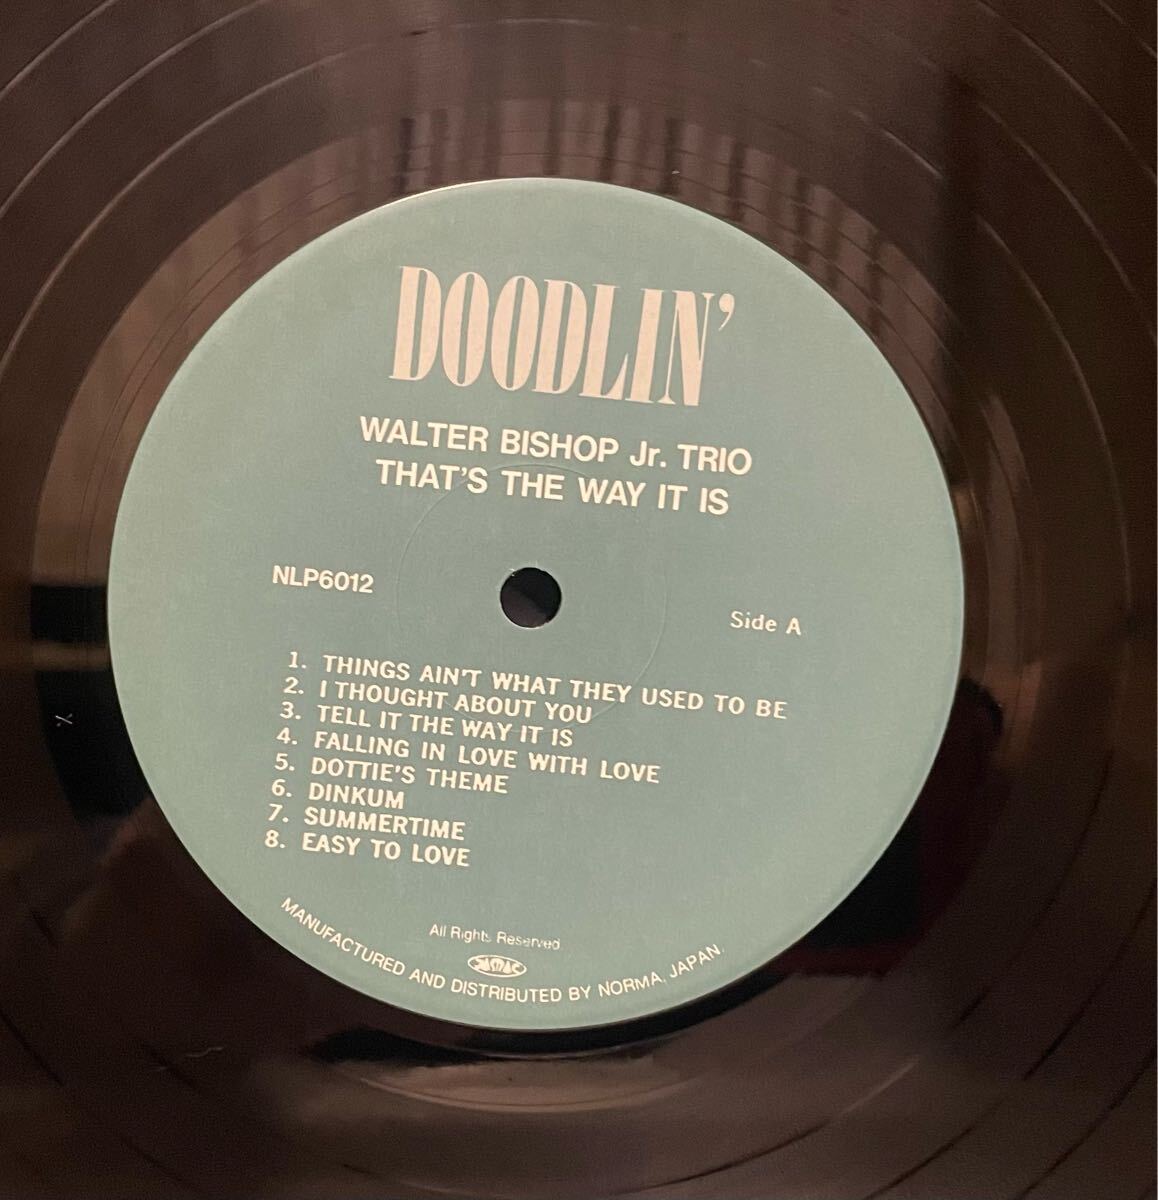 DOODLIN'
WALTER BISHOP Jr. TRIO
THAT'S THE WAY IT IS
NLP6012
Side A
1. THINGS AIN'T WHAT THEY USED TO BE
2. I THOUGHT ABOUT YOU
3. TELL IT THE WAY IT IS
4. FALLING IN LOVE WITH LOVE
5. DOTTIE'S THEME
6. DINKUM
7. SUMMERTIME
8. EASY TO LOVE
All Rights Reserved.
MANUFACTURED AND DISTRIBUTED BY NORMA, JAPAN.